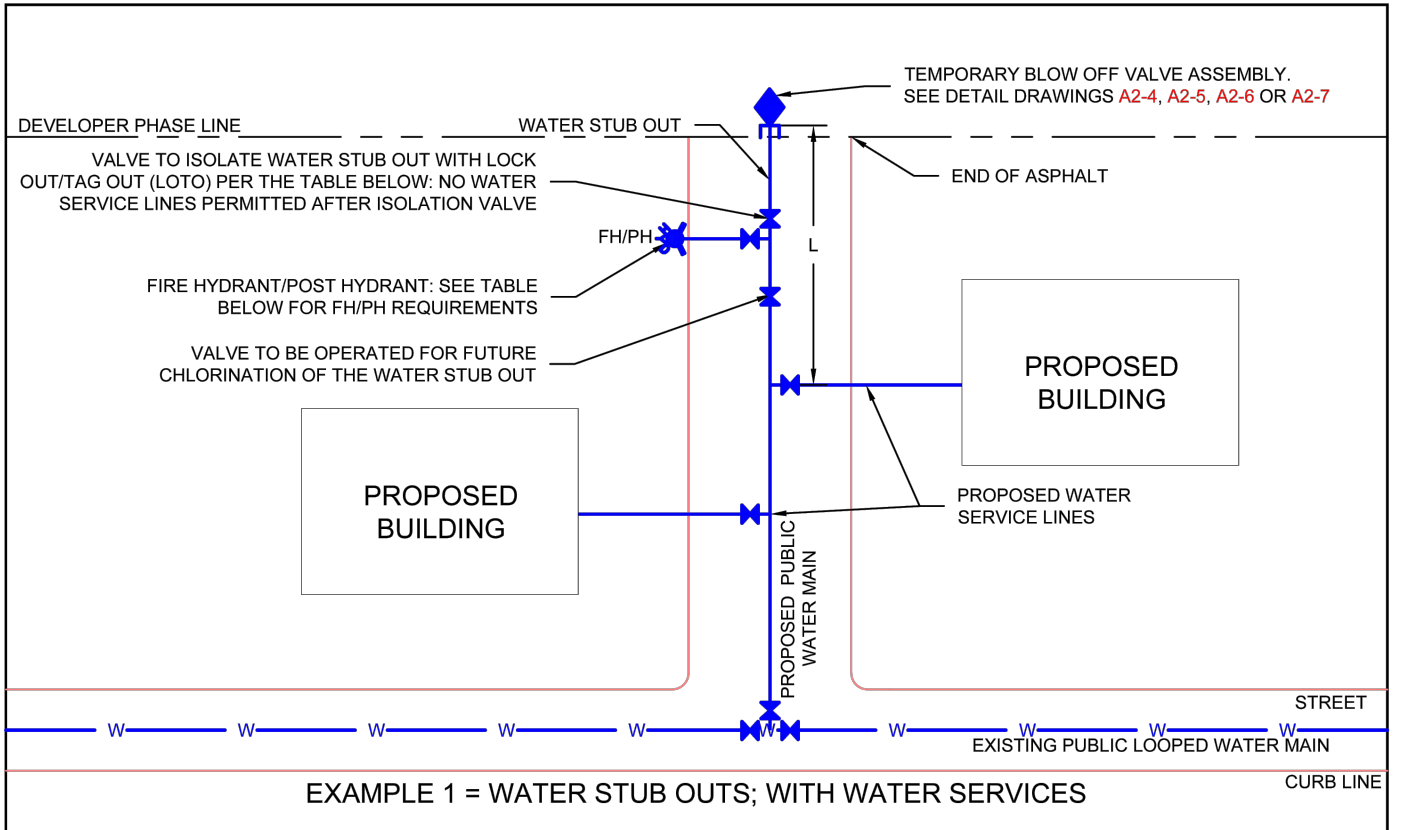 TEMPORARY BLOW OFF VALVE ASSEMBLY.
SEE DETAIL DRAWINGS A2-4, A2-5, A2-6 OR A2-7
DEVELOPER PHASE LINE
WATER STUB OUT
VALVE TO ISOLATE WATER STUB OUT WITH LOCK
OUT/TAG OUT (LOTO) PER THE TABLE BELOW: NO WATER
SERVICE LINES PERMITTED AFTER ISOLATION VALVE
END OF ASPHALT
FH/PH
L
FIRE HYDRANT/POST HYDRANT: SEE TABLE
BELOW FOR FH/PH REQUIREMENTS
VALVE TO BE OPERATED FOR FUTURE
CHLORINATION OF THE WATER STUB OUT
PROPOSED
BUILDING
PROPOSED
BUILDING
PROPOSED WATER
SERVICE LINES
PROPOSED PUBLIC
WATER MAIN
STREET
W W W W W W W W W W
EXISTING PUBLIC LOOPED WATER MAIN
CURB LINE
EXAMPLE 1 = WATER STUB OUTS; WITH WATER SERVICES